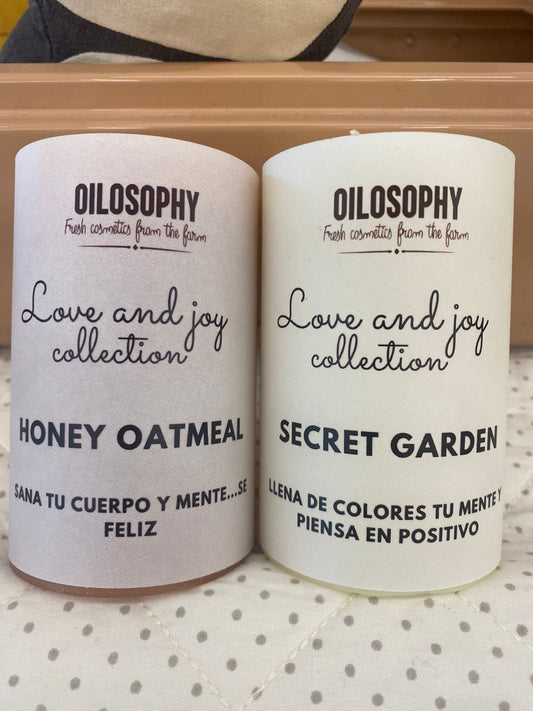 OILOSOPHY
Fresh cosmetics from the farm
Love and joy
collection
HONEY OATMEAL
SANA TU CUERPO Y MENTE...SE
FELIZ
OILOSOPHY
Fresh cosmetics from the farm
Love and joy
collection
SECRET GARDEN
LLENA DE COLORES TU MENTE Y
PIENSA EN POSITIVO